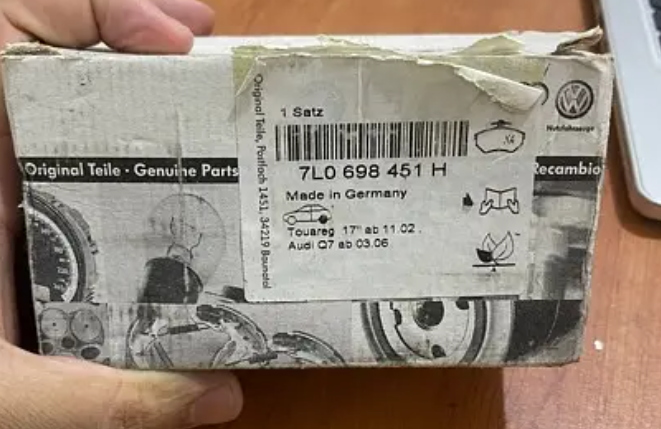 1 Satz
7L0 698 451 H
Made in Germany
Touareg 17" ab 11.02.
Audi Q7 ab 03.06
Original Teile, Postfach 1451, 34219 Baunatal
Original Teile · Genuine Parts
Recambio
Nutzfahrzeuge